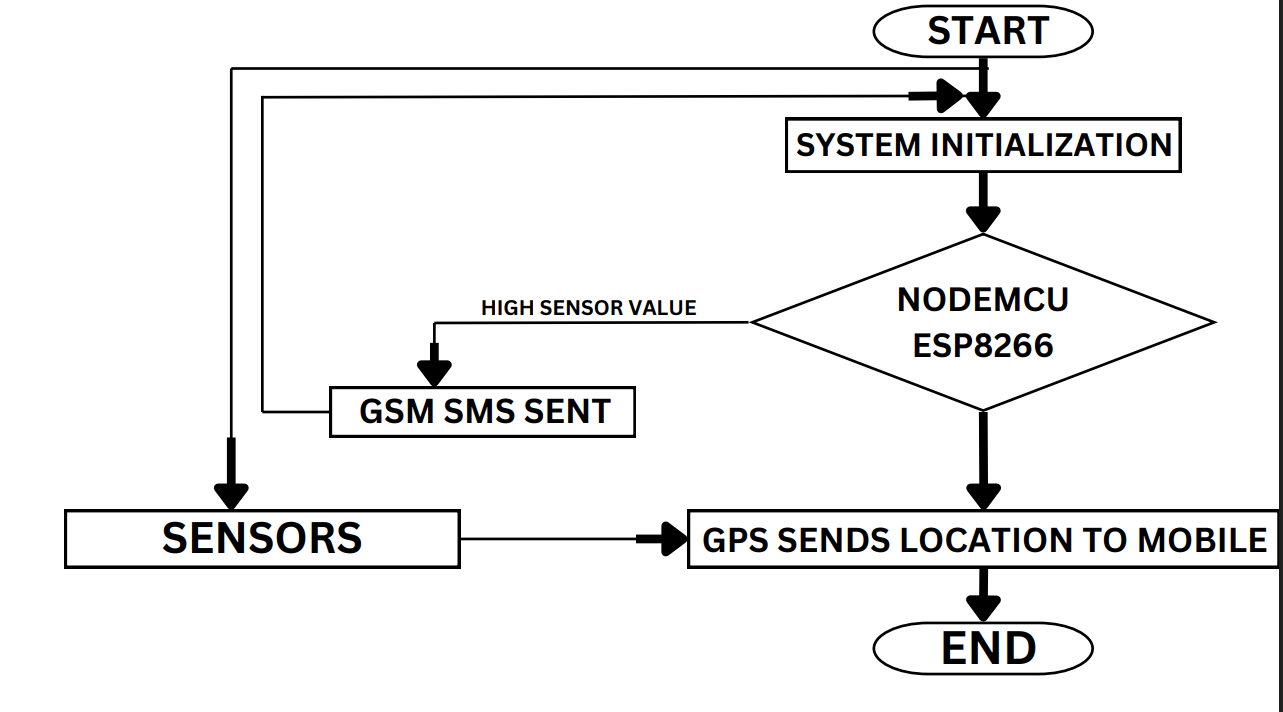 START
SYSTEM INITIALIZATION
NODEMCU
ESP8266
HIGH SENSOR VALUE
GSM SMS SENT
SENSORS
GPS SENDS LOCATION TO MOBILE
END